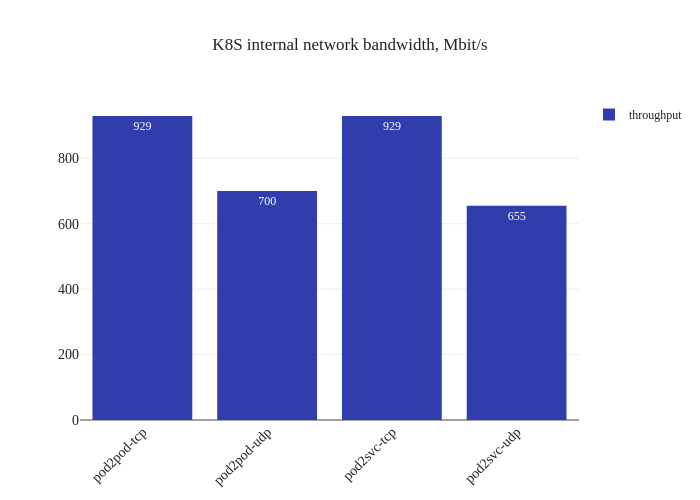 K8S internal network bandwidth, Mbit/s
throughput
929
700
929
655
800
600
400
200
0
pod2pod-tcp
pod2pod-udp
pod2svc-tcp
pod2svc-udp